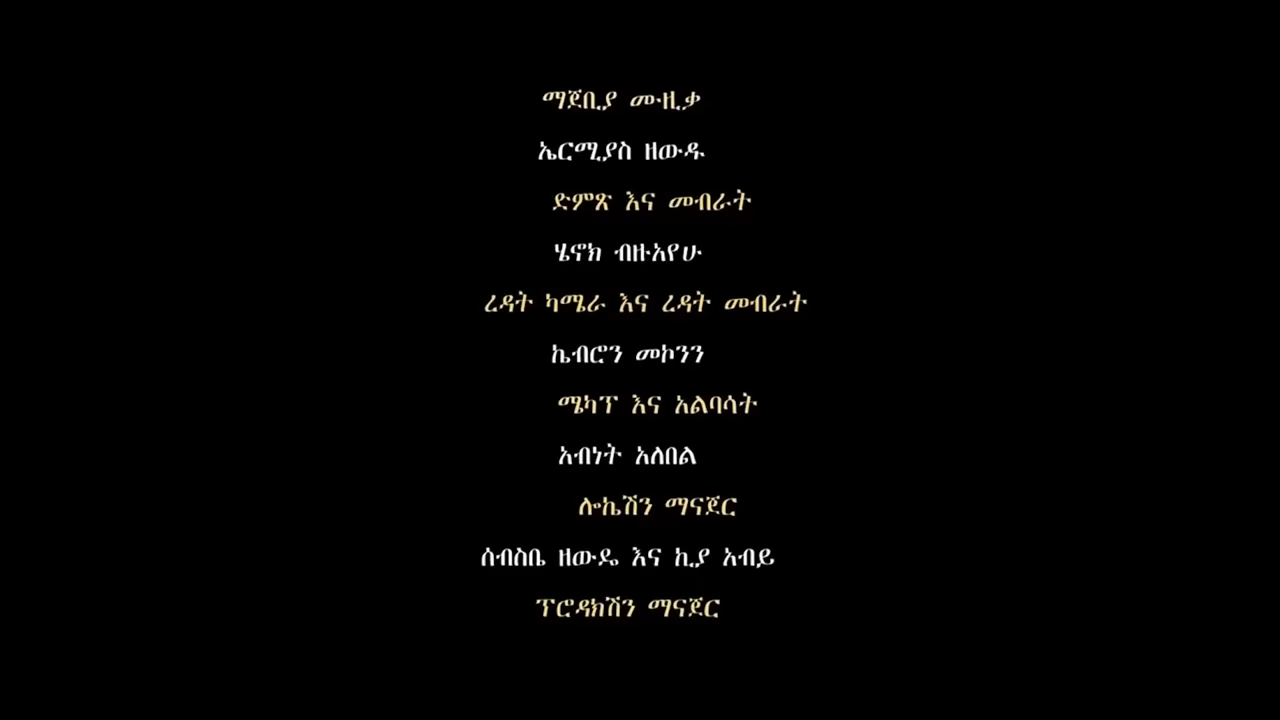 ማጀቢያ ሙዚቃ
ኤርሚያስ ዘውዱ
ድምጽ እና መብራት
ሄኖክ ብዙአየሁ
ረዳት ካሜራ እና ረዳት መብራት
ኬብሮን መኮንን
ሜካፕ እና አልባሳት
አብነት አለበል
ሎኬሽን ማናጀር
ሰብስቤ ዘውዴ እና ኪያ አብይ
ፕሮዳክሽን ማናጀር